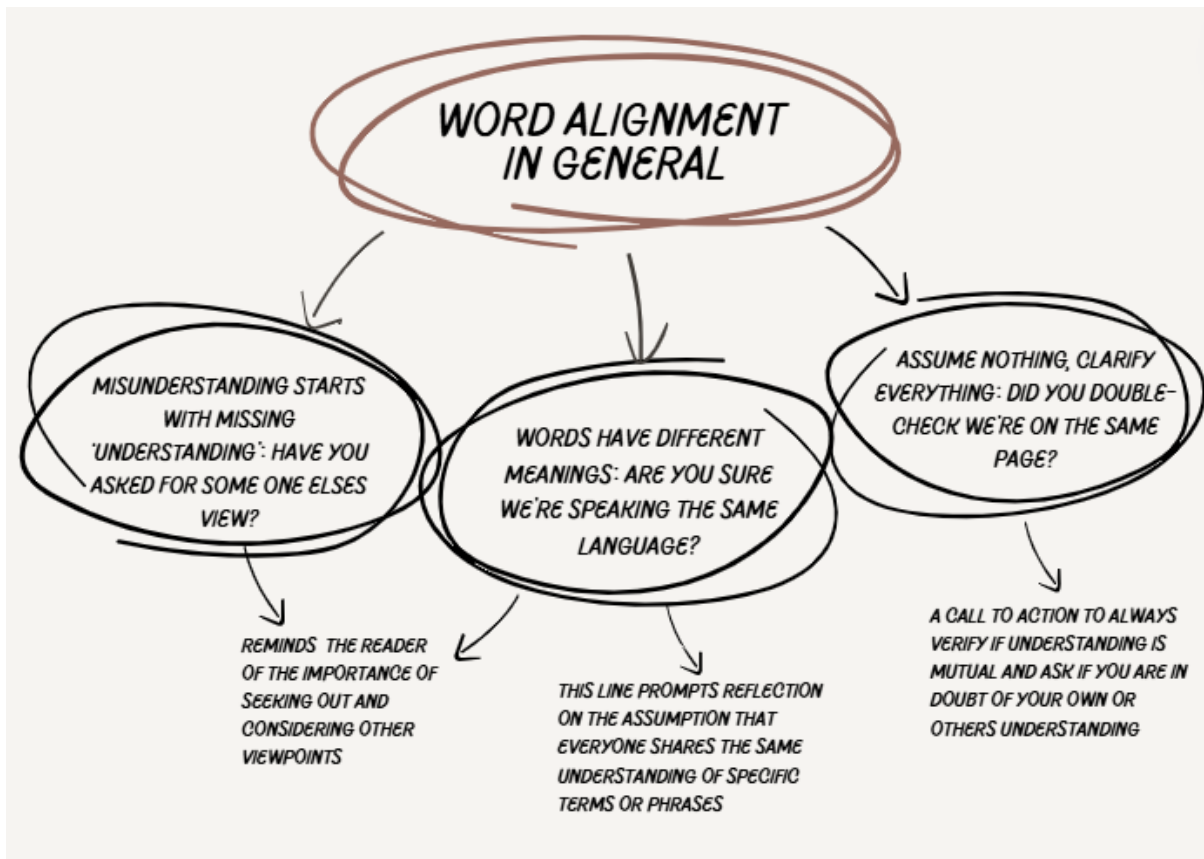 WORD ALIGNMENT
IN GENERAL
MISUNDERSTANDING STARTS
WITH MISSING
'UNDERSTANDING': HAVE YOU
ASKED FOR SOME ONE ELSES
VIEW?
WORDS HAVE DIFFERENT
MEANINGS: ARE YOU SURE
WE'RE SPEAKING THE SAME
LANGUAGE?
ASSUME NOTHING, CLARIFY
EVERYTHING: DID YOU DOUBLE-
CHECK WE'RE ON THE SAME
PAGE?
REMINDS THE READER
OF THE IMPORTANCE OF
SEEKING OUT AND
CONSIDERING OTHER
VIEWPOINTS
THIS LINE PROMPTS REFLECTION
ON THE ASSUMPTION THAT
EVERYONE SHARES THE SAME
UNDERSTANDING OF SPECIFIC
TERMS OR PHRASES
A CALL TO ACTION TO ALWAYS
VERIFY IF UNDERSTANDING IS
MUTUAL AND ASK IF YOU ARE IN
DOUBT OF YOUR OWN OR
OTHERS UNDERSTANDING